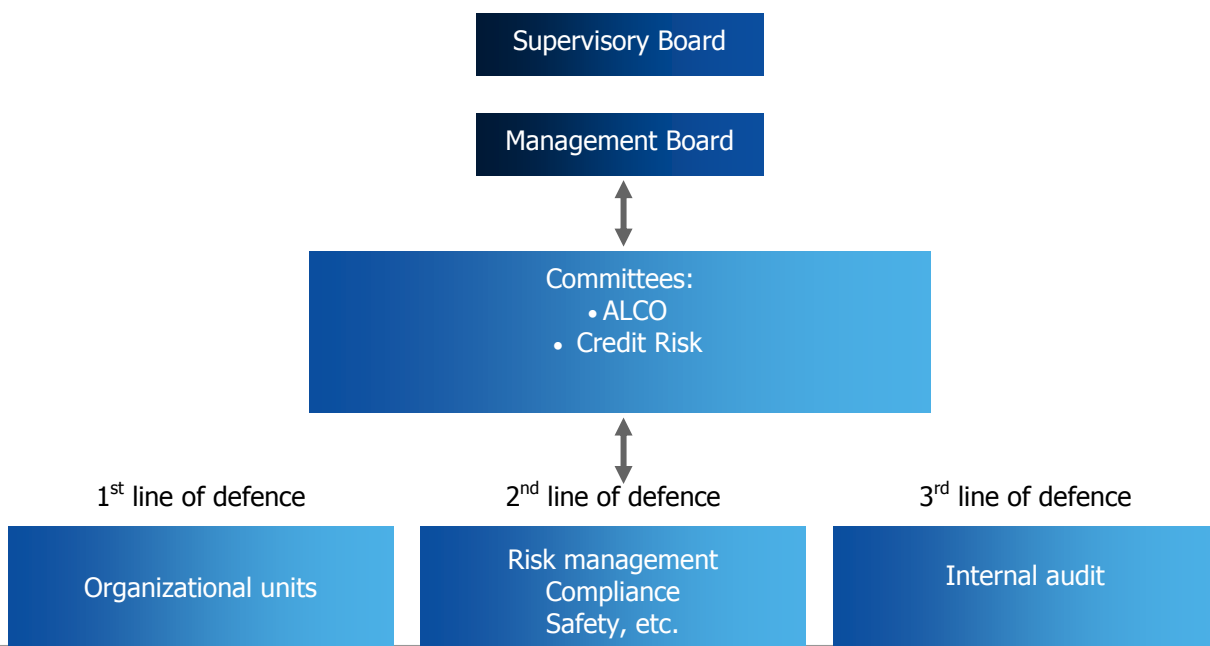 Supervisory Board
Management Board
Committees:
• ALCO
• Credit Risk
1st line of defence
2nd line of defence
3rd line of defence
Organizational units
Risk management
Compliance
Safety, etc.
Internal audit